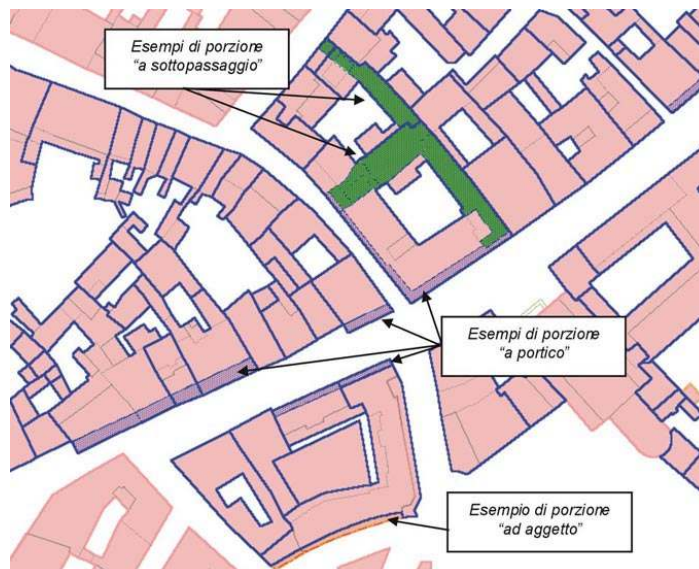 Esempi di porzione
“a sottopassaggio”
Esempi di porzione
“a portico”
Esempio di porzione
“ad aggetto”